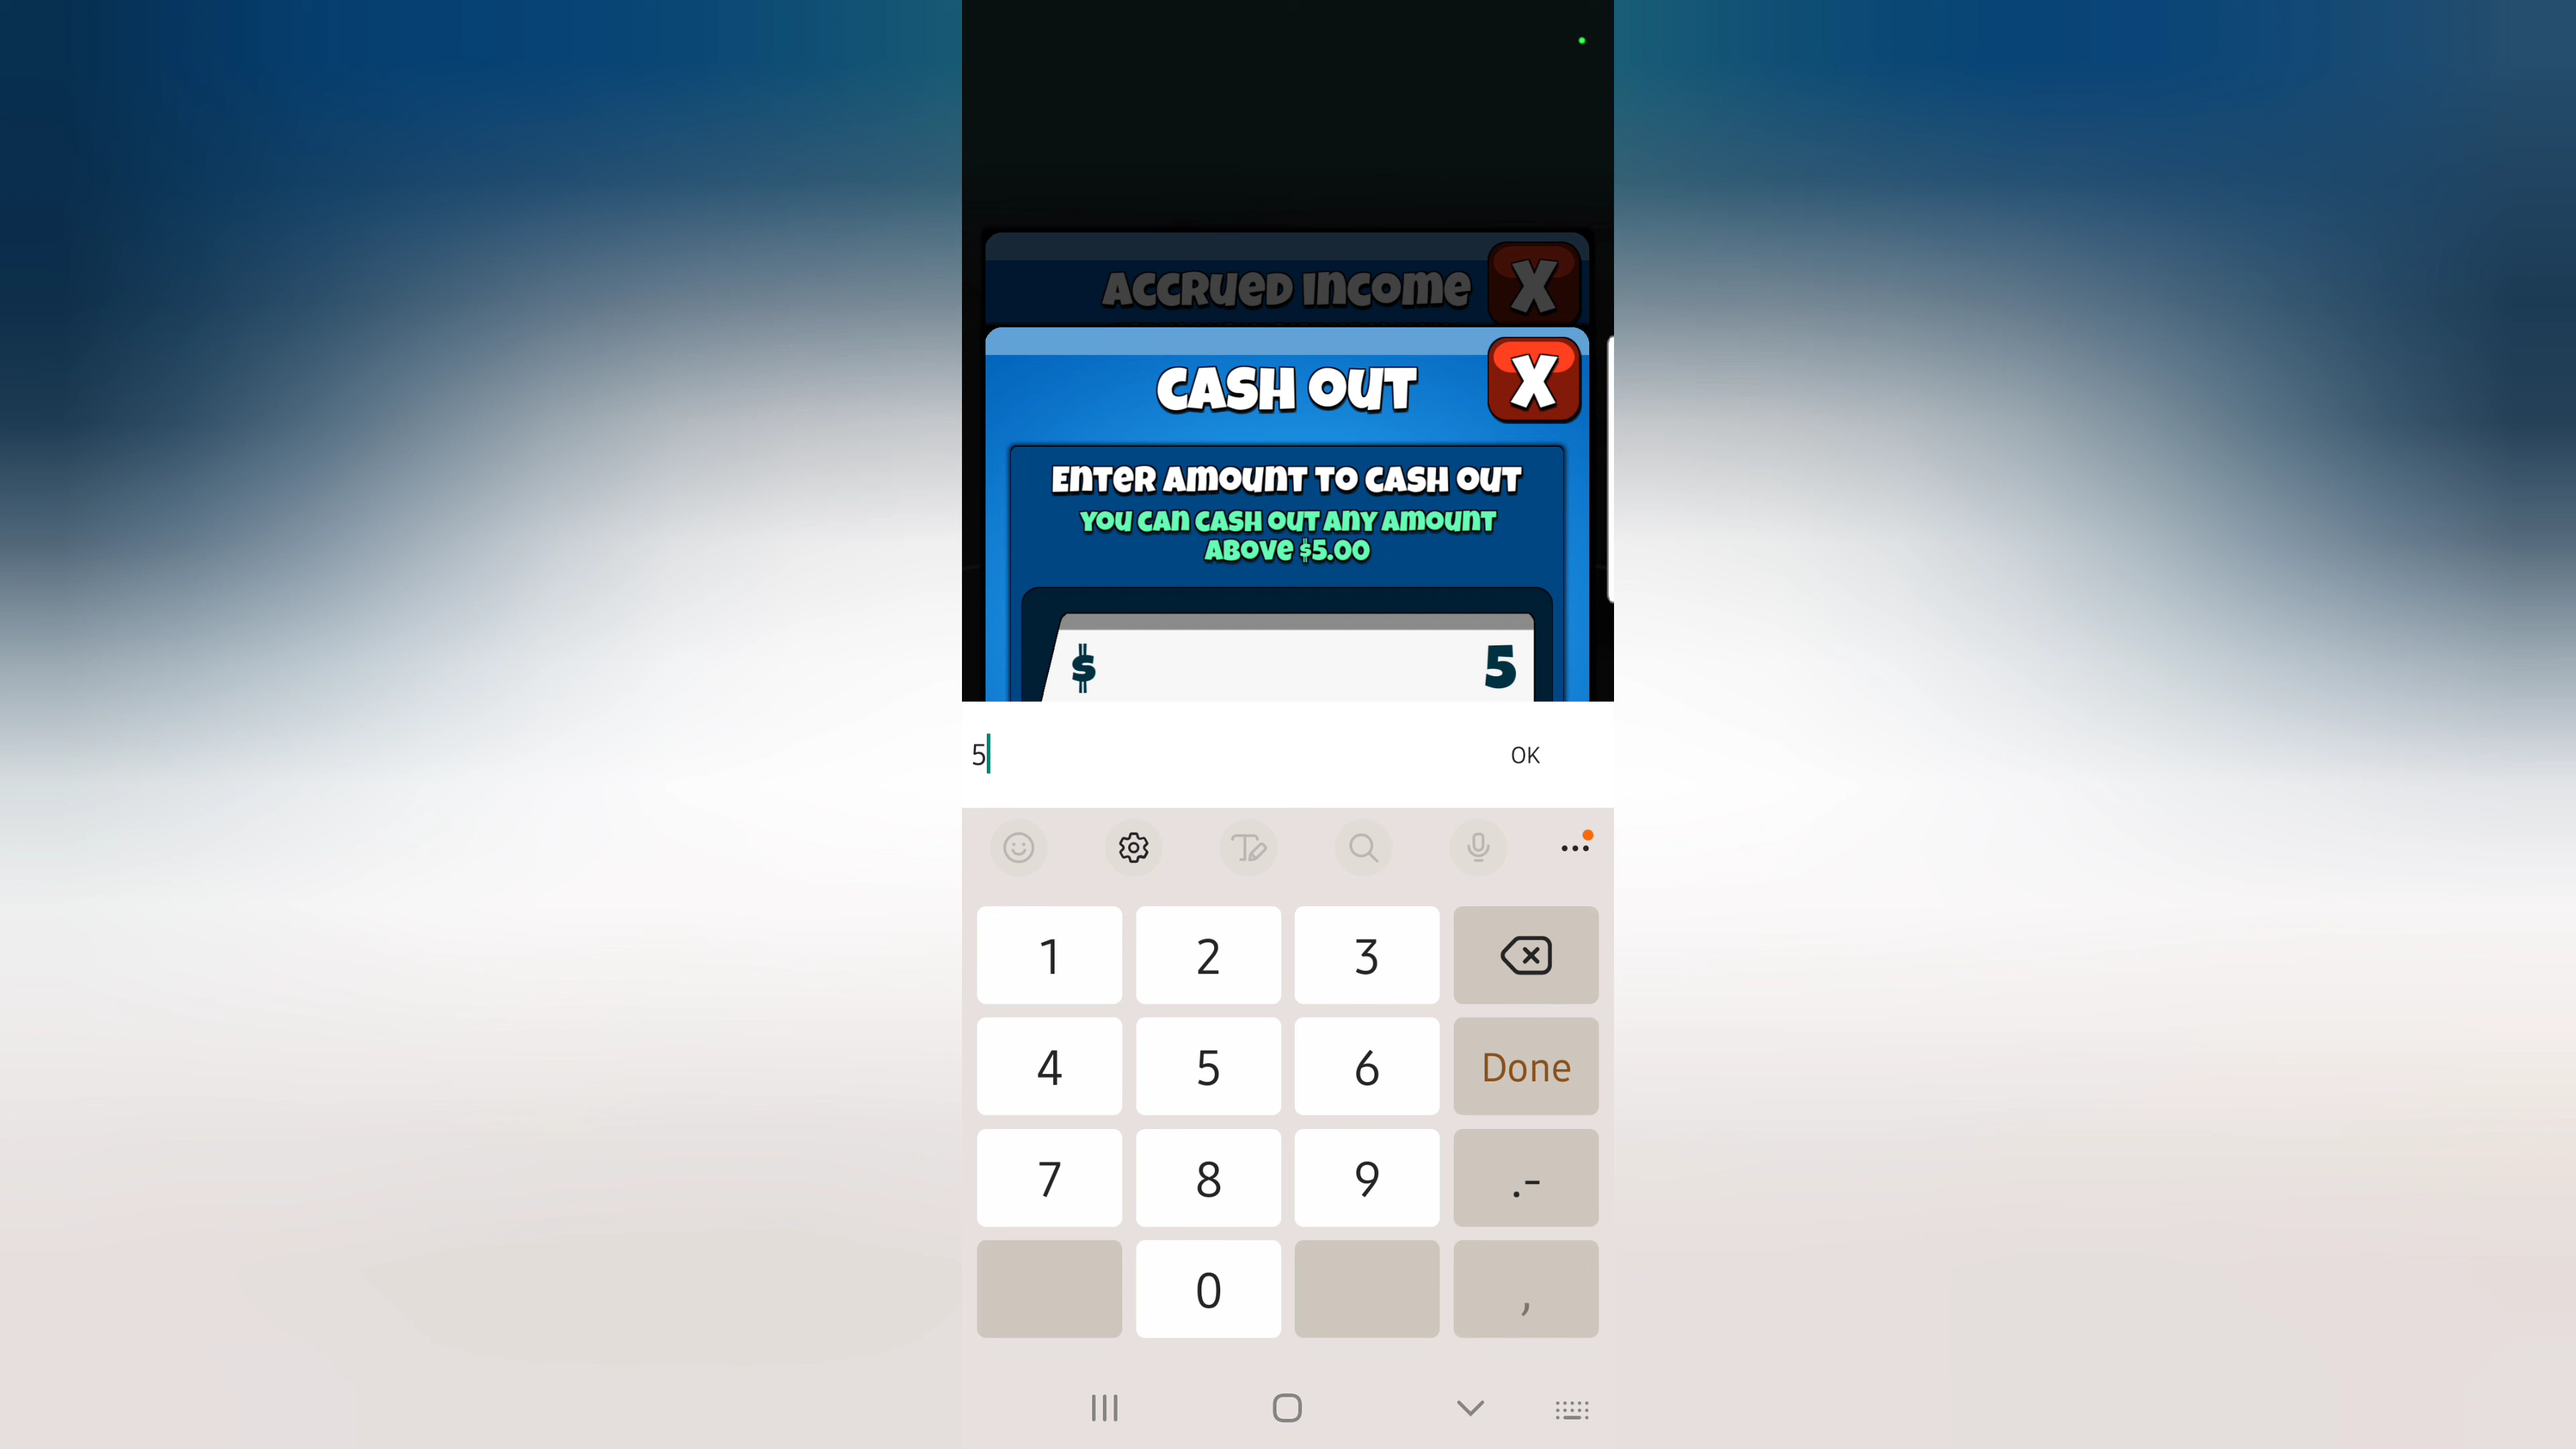 ACCRUED INCOME
X
CASH OUT
X
ENTER AMOUNT TO CASH OUT
YOU CAN CASH OUT ANY AMOUNT
ABOVE $5.00
$ 5
5 OK
1 2 3
4 5 6 Done
7 8 9 .-
0 ,